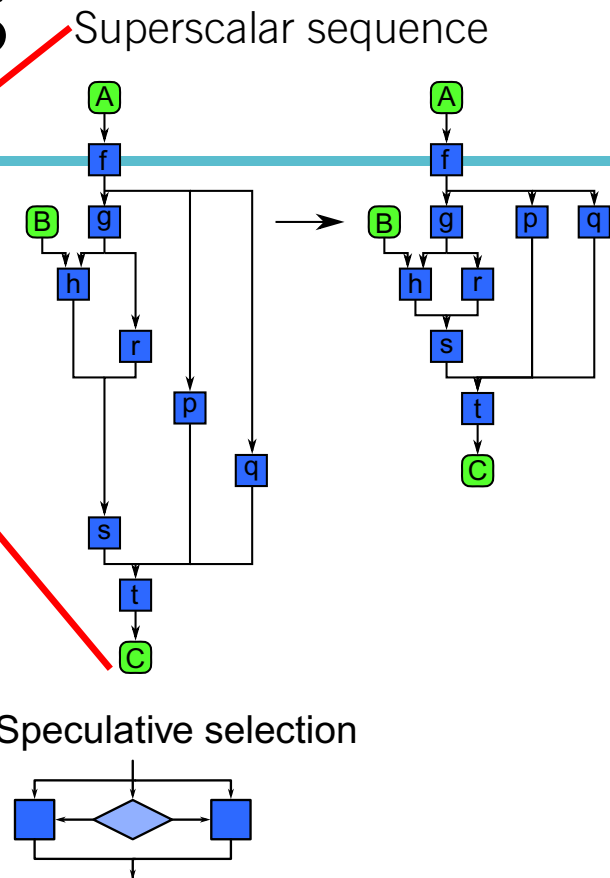 Superscalar sequence
A
A
f
f
B
g
B
g
p
q
h
h
r
r
s
p
t
q
C
s
t
C
Speculative selection